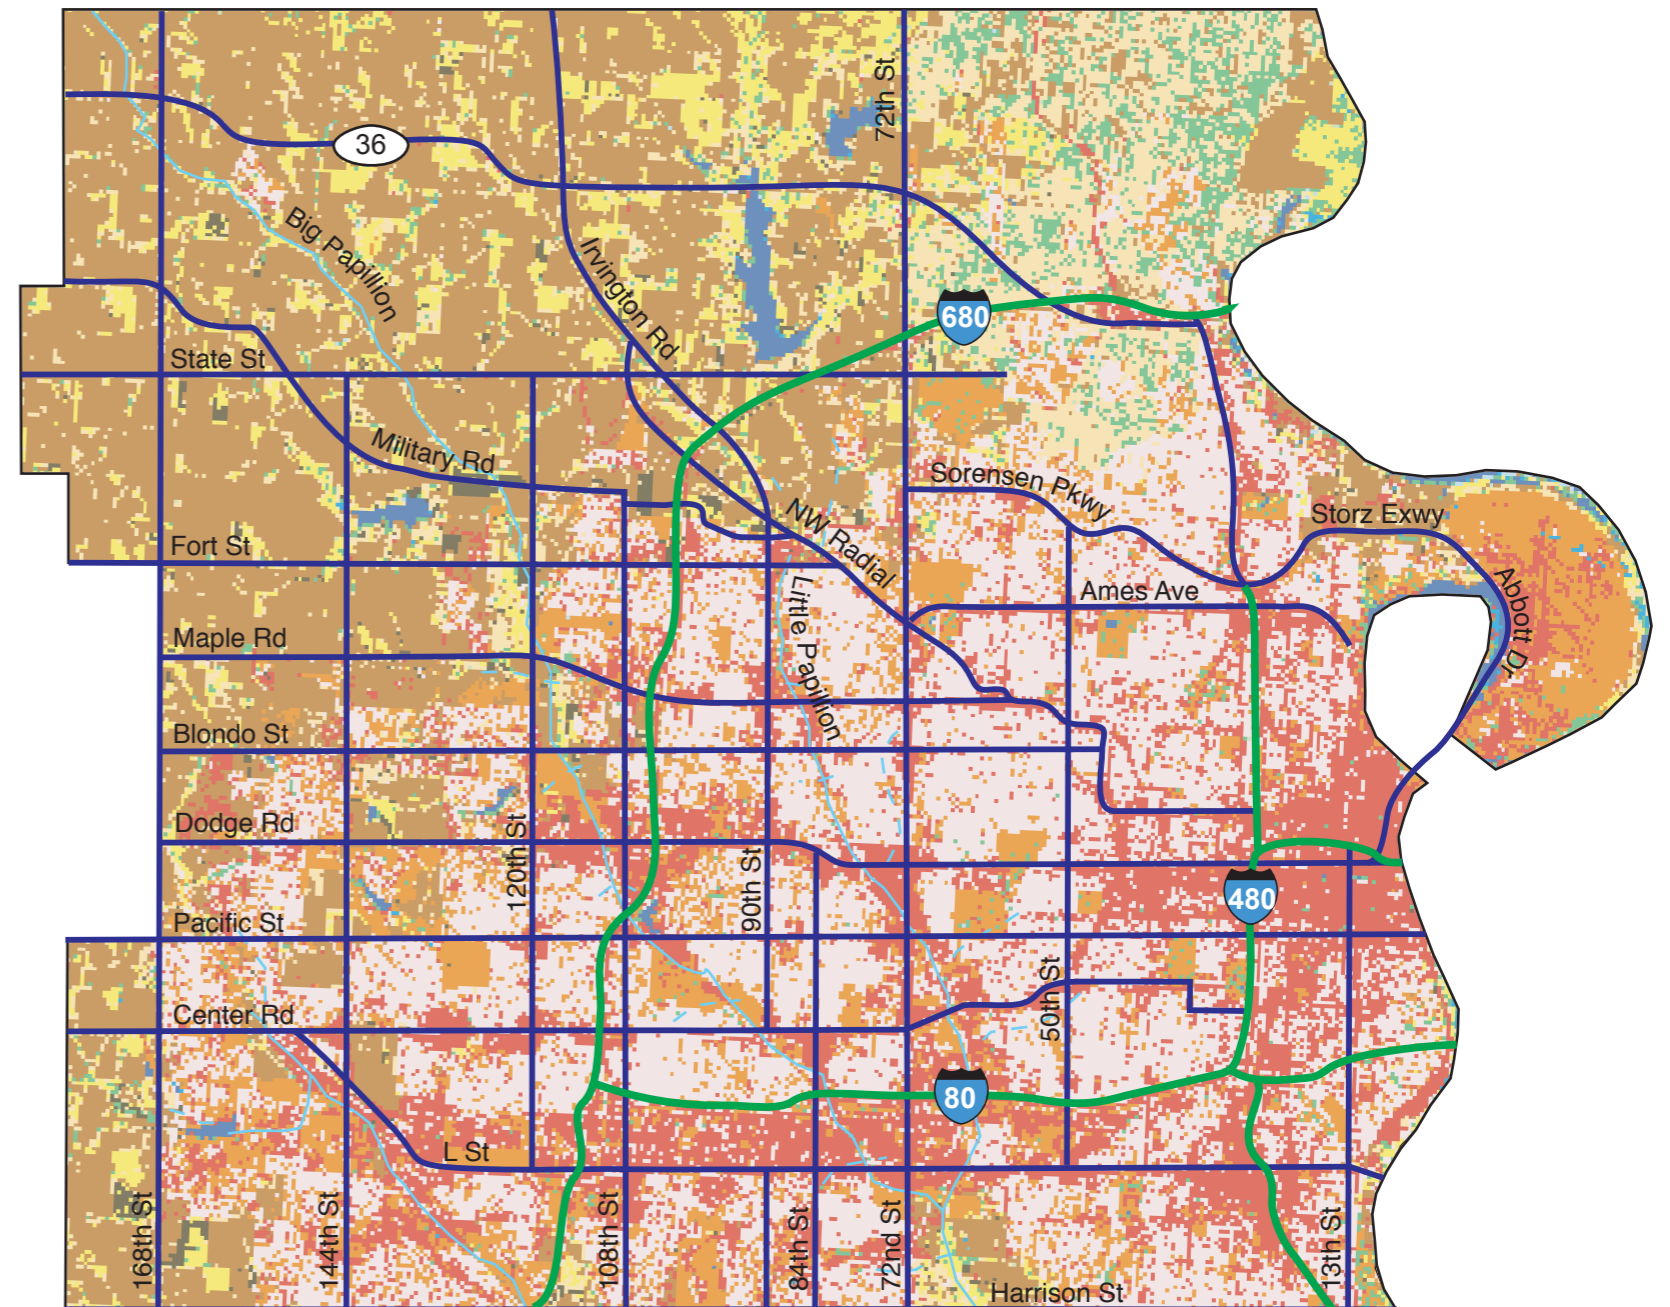 72th St
36
Big Papillion
Irvington Rd
680
State St
Military Rd
Sorensen Pkwy
NW Radial
Storz Exwy
Fort St
Little Papillion
Ames Ave
Abbott Dr
Maple Rd
Blondo St
Dodge Rd
120th St
90th St
480
Pacific St
50th St
Center Rd
80
L St
168th St
144th St
108th St
84th St
72nd St
13th St
Harrison St